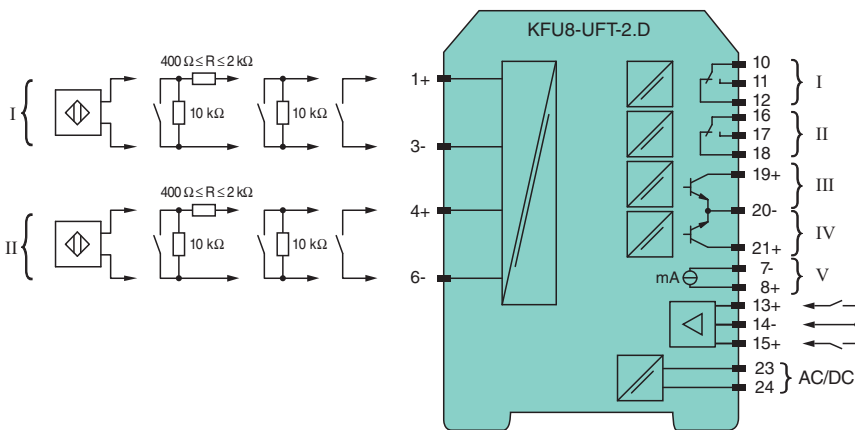 KFU8-UFT-2.D
400 Ω ≤ R ≤ 2 kΩ
I
10 kΩ
10 kΩ
1+
3-
400 Ω ≤ R ≤ 2 kΩ
II
10 kΩ
10 kΩ
4+
6-
10
11
12
I
16
17
18
II
19+
III
20-
IV
21+
mA
7-
8+
V
13+
14-
15+
23
24
AC/DC